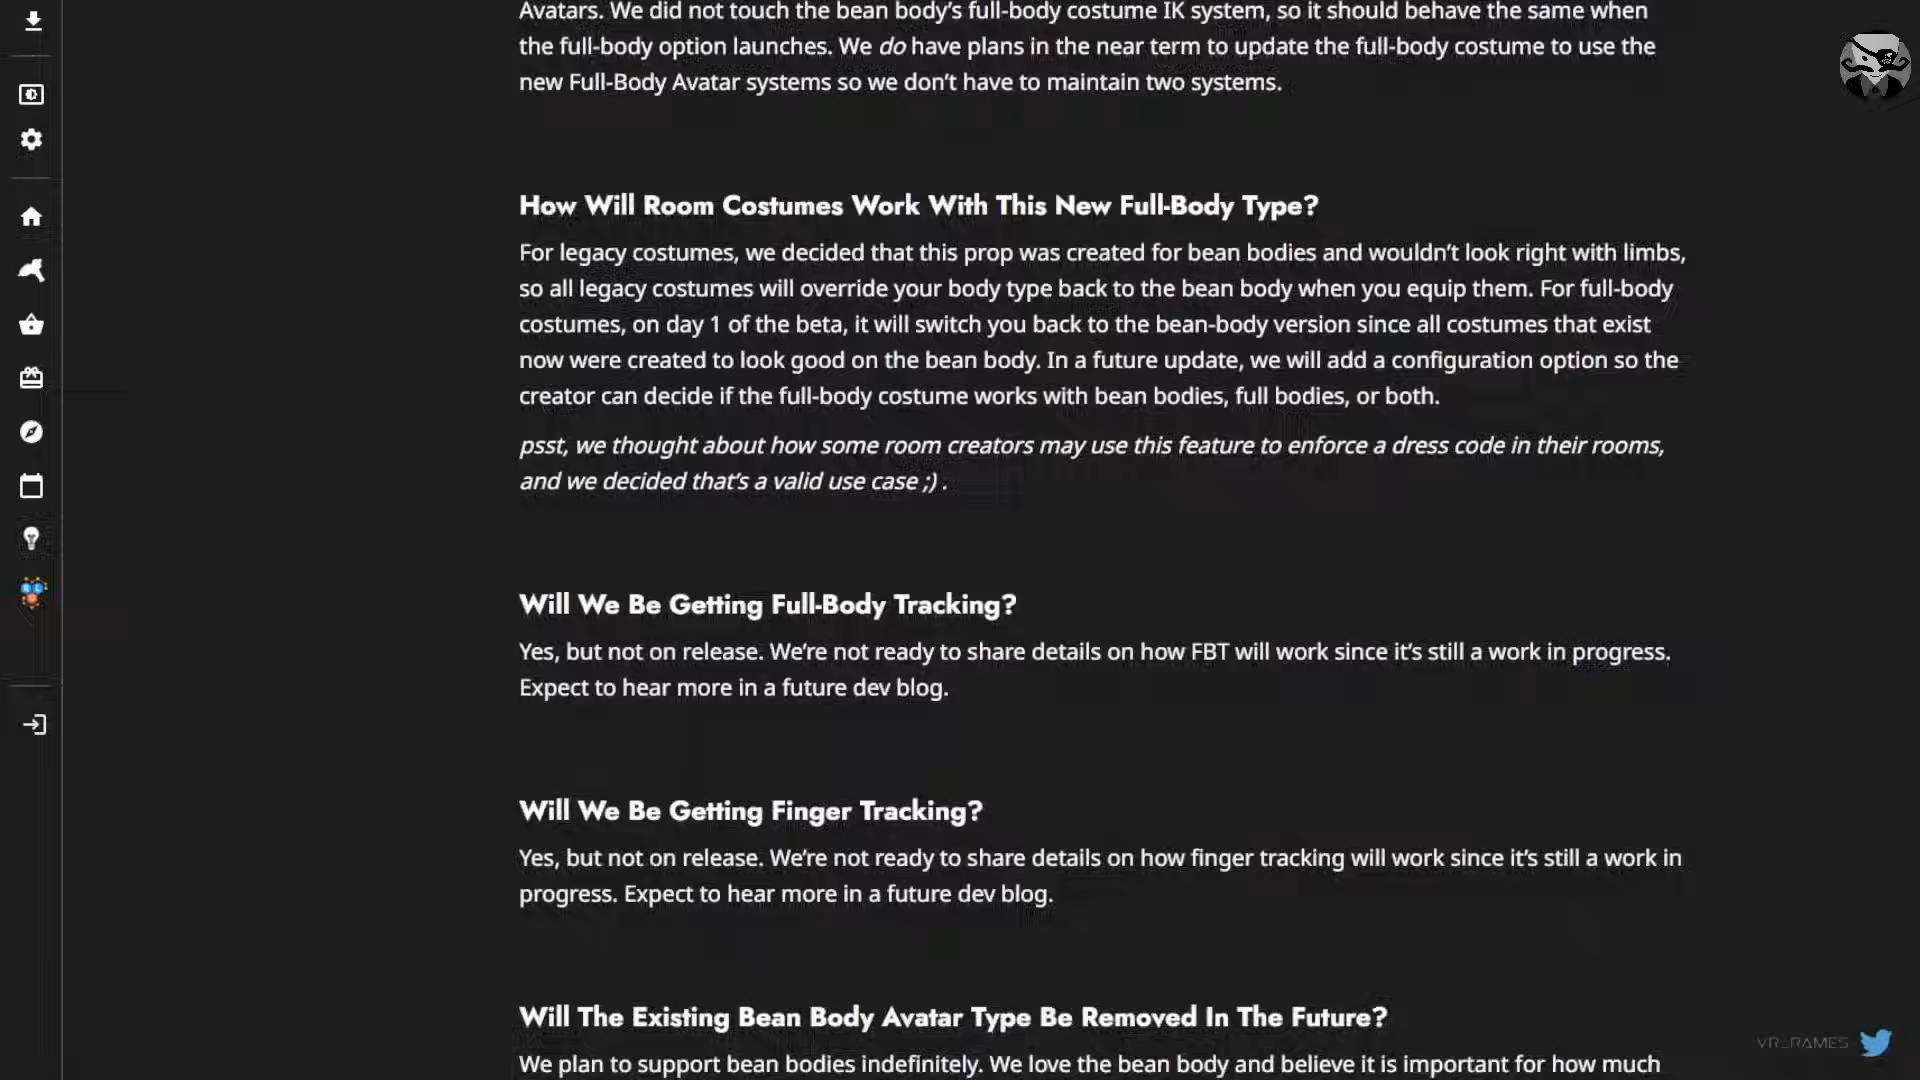 Avatars. We did not touch the bean body’s full-body costume IK system, so it should behave the same when
the full-body option launches. We do have plans in the near term to update the full-body costume to use the
new Full-Body Avatar systems so we don’t have to maintain two systems.
How Will Room Costumes Work With This New Full-Body Type?
For legacy costumes, we decided that this prop was created for bean bodies and wouldn’t look right with limbs,
so all legacy costumes will override your body type back to the bean body when you equip them. For full-body
costumes, on day 1 of the beta, it will switch you back to the bean-body version since all costumes that exist
now were created to look good on the bean body. In a future update, we will add a configuration option so the
creator can decide if the full-body costume works with bean bodies, full bodies, or both.
psst, we thought about how some room creators may use this feature to enforce a dress code in their rooms,
and we decided that’s a valid use case ;) .
Will We Be Getting Full-Body Tracking?
Yes, but not on release. We’re not ready to share details on how FBT will work since it’s still a work in progress.
Expect to hear more in a future dev blog.
Will We Be Getting Finger Tracking?
Yes, but not on release. We’re not ready to share details on how finger tracking will work since it’s still a work in
progress. Expect to hear more in a future dev blog.
Will The Existing Bean Body Avatar Type Be Removed In The Future?
We plan to support bean bodies indefinitely. We love the bean body and believe it is important for how much
VR_RAMES